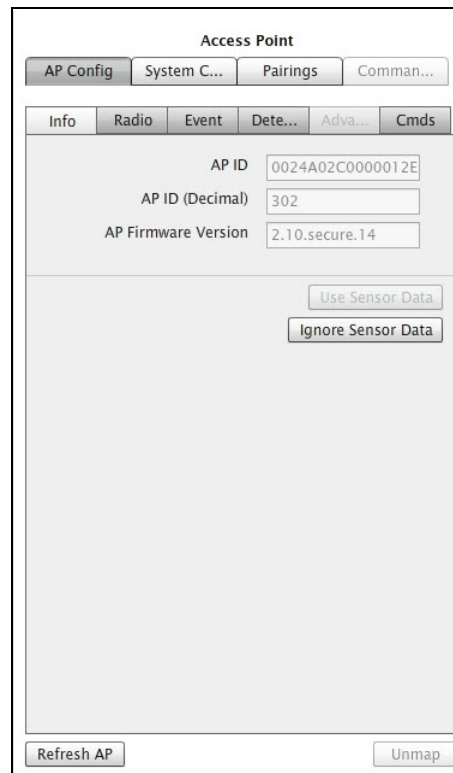 Access Point
AP Config System C... Pairings Comman...
Info Radio Event Dete... Adva... Cmds
AP ID 0024A02C0000012E
AP ID (Decimal) 302
AP Firmware Version 2.10.secure.14
Use Sensor Data
Ignore Sensor Data
Refresh AP Unmap